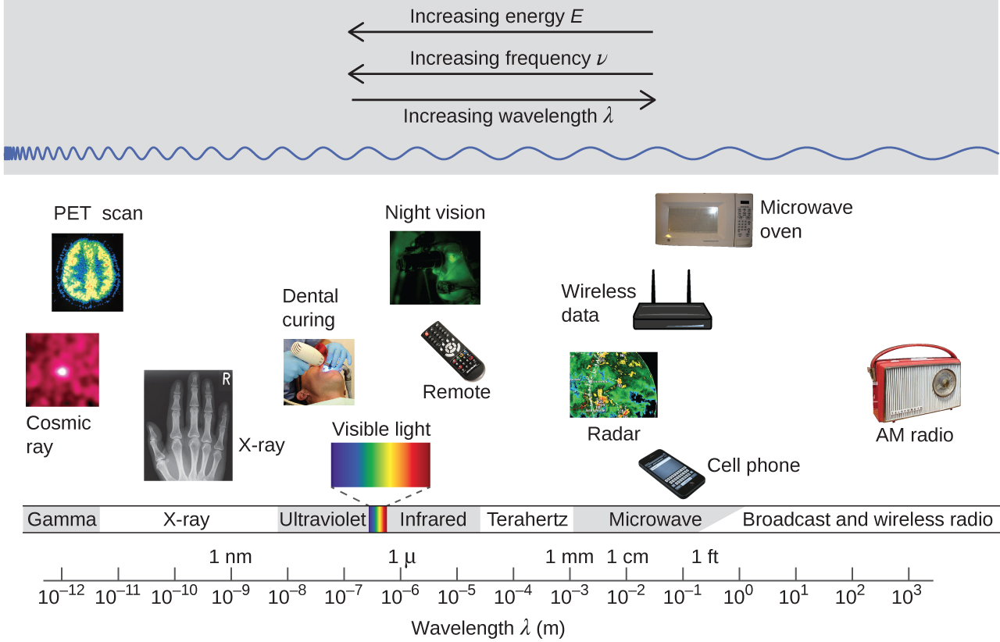 Increasing energy E
Increasing frequency ν
Increasing wavelength λ
PET scan
Night vision
Microwave
oven
Dental
curing
Wireless
data
Remote
R
Cosmic
ray
X-ray
Visible light
Radar
AM radio
Cell phone
Gamma X-ray Ultraviolet Infrared Terahertz Microwave Broadcast and wireless radio
1 nm 1 μ 1 mm 1 cm 1 ft
10⁻¹² 10⁻¹¹ 10⁻¹⁰ 10⁻⁹ 10⁻⁸ 10⁻⁷ 10⁻⁶ 10⁻⁵ 10⁻⁴ 10⁻³ 10⁻² 10⁻¹ 10⁰ 10¹ 10² 10³
Wavelength λ (m)